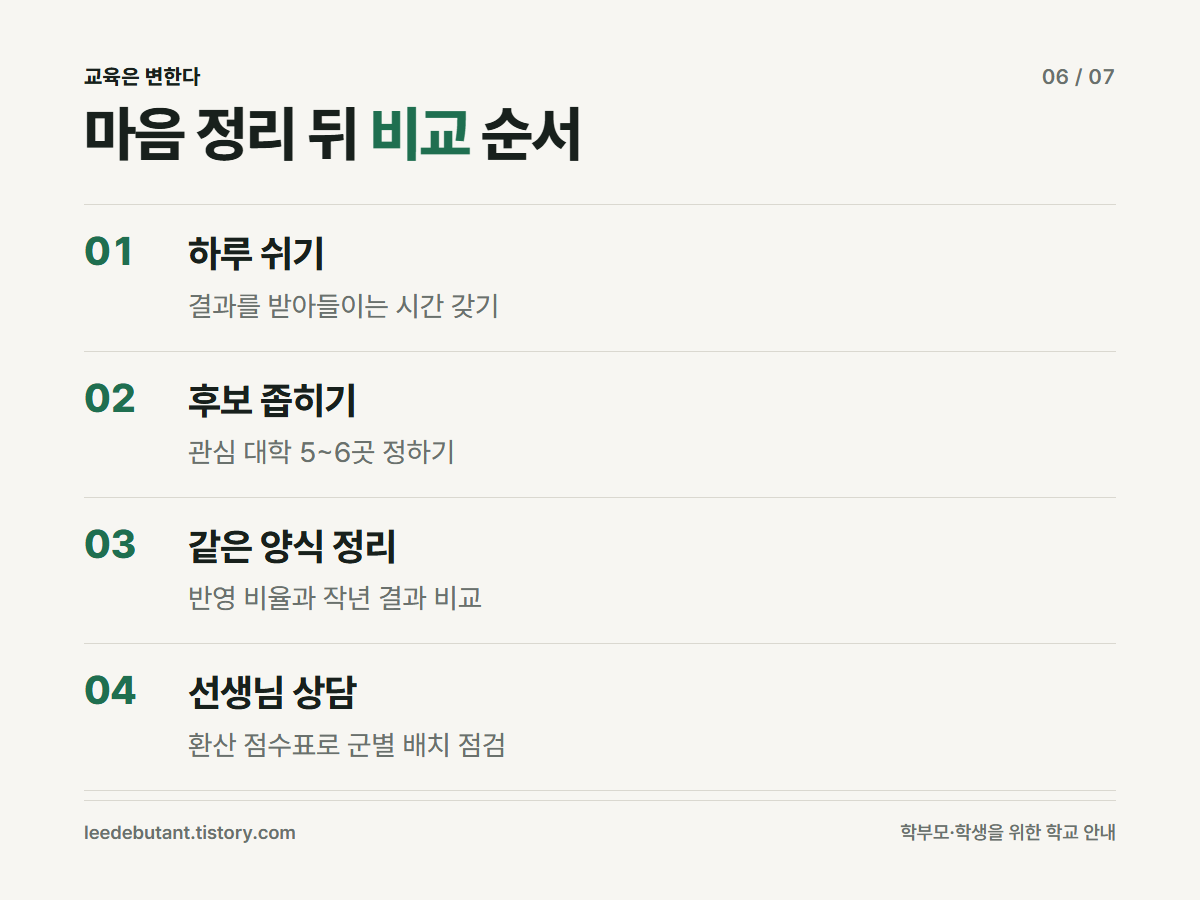 교육은 변한다
06 / 07
마음 정리 뒤 비교 순서
01
하루 쉬기
결과를 받아들이는 시간 갖기
02
후보 좁히기
관심 대학 5~6곳 정하기
03
같은 양식 정리
반영 비율과 작년 결과 비교
04
선생님 상담
환산 점수표로 군별 배치 점검
leedebutant.tistory.com
학부모·학생을 위한 학교 안내